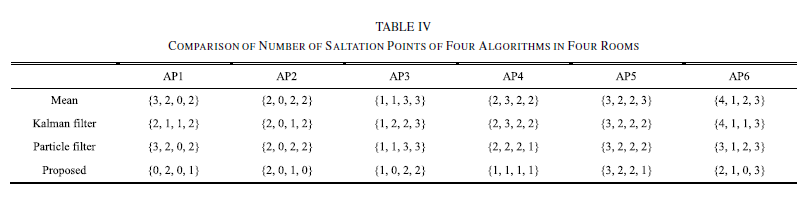 TABLE IV
COMPARISON OF NUMBER OF SALTATION POINTS OF FOUR ALGORITHMS IN FOUR ROOMS
AP1 AP2 AP3 AP4 AP5 AP6
Mean {3, 2, 0, 2} {2, 0, 2, 2} {1, 1, 3, 3} {2, 3, 2, 2} {3, 2, 2, 3} {4, 1, 2, 3}
Kalman filter {2, 1, 1, 2} {2, 0, 1, 2} {1, 2, 2, 3} {2, 3, 2, 2} {3, 2, 2, 2} {4, 1, 1, 3}
Particle filter {3, 2, 0, 2} {2, 0, 2, 2} {1, 1, 3, 3} {2, 2, 2, 1} {3, 2, 2, 2} {3, 1, 2, 3}
Proposed {0, 2, 0, 1} {2, 0, 1, 0} {1, 0, 2, 2} {1, 1, 1, 1} {3, 2, 2, 1} {2, 1, 0, 3}